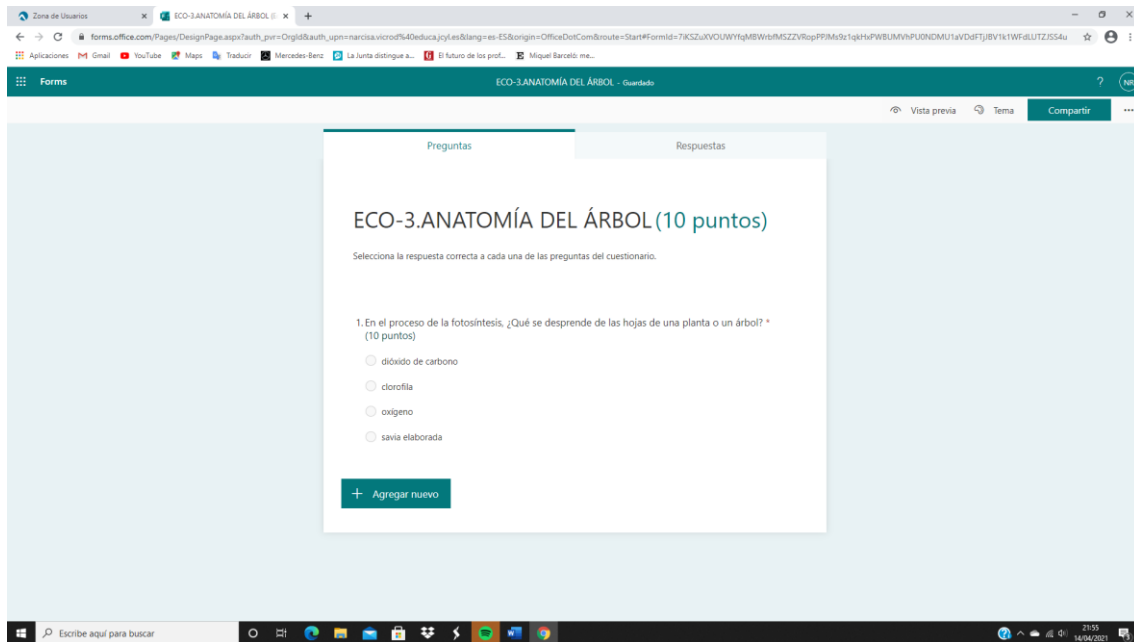 Zona de Usuarios
ECO-3.ANATOMÍA DEL ÁRBOL (
Aplicaciones Gmail YouTube Maps Traducir Mercedes-Benz La Junta distingue a... El futuro de los prof... Miquel Barceló: me...
Forms ECO-3.ANATOMÍA DEL ÁRBOL - Guardado ? NR
Vista previa Tema Compartir ...
Preguntas Respuestas
ECO-3.ANATOMÍA DEL ÁRBOL (10 puntos)
Selecciona la respuesta correcta a cada una de las preguntas del cuestionario.
1. En el proceso de la fotosíntesis, ¿Qué se desprende de las hojas de una planta o un árbol? *
(10 puntos)
dióxido de carbono
clorofila
oxígeno
savia elaborada
+ Agregar nuevo
Escribe aquí para buscar
21:55
14/04/2021